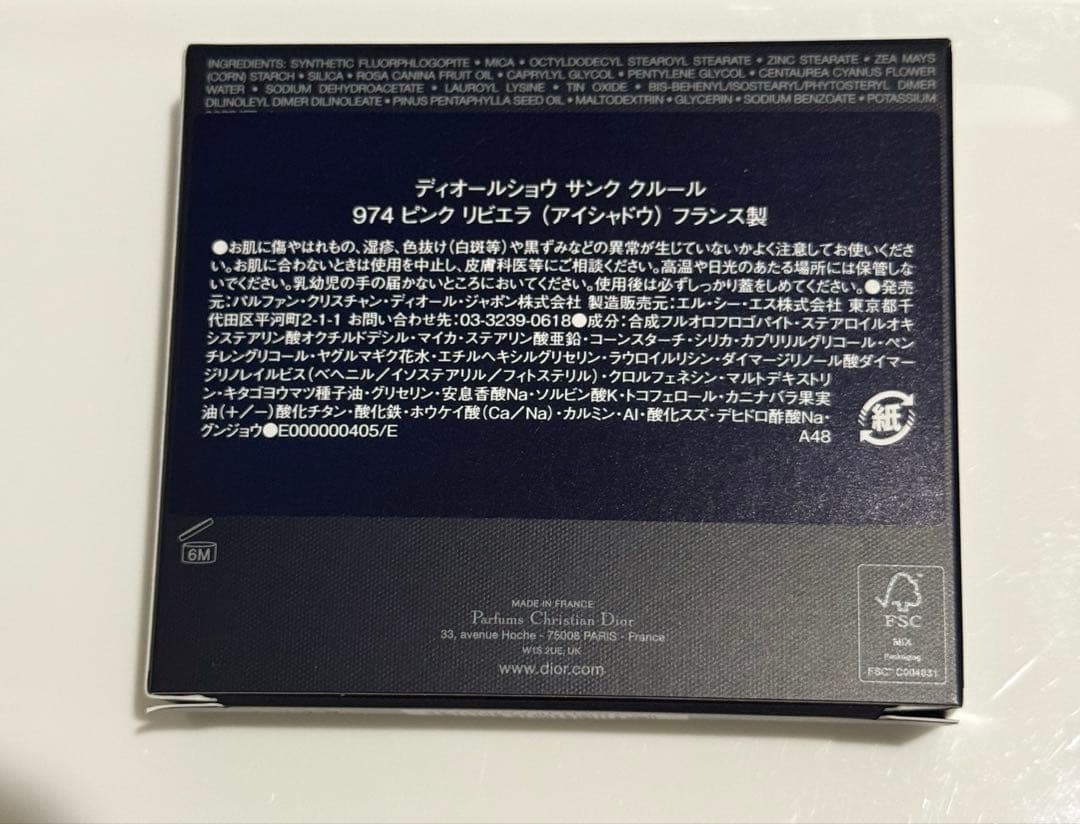 INGREDIENTS: SYNTHETIC FLUORPHLOGOPITE • MICA • OCTYLDODECYL STEAROYL STEARATE • ZINC STEARATE • ZEA MAYS
(CORN) STARCH • SILICA • ROSA CANINA FRUIT OIL • CAPRYLYL GLYCOL • PENTYLENE GLYCOL • CENTAUREA CYANUS FLOWER
WATER • SODIUM DEHYDROACETATE • LAUROYL LYSINE • TIN OXIDE • BIS-BEHENYL/ISOSTEARYL/PHYTOSTERYL DIMER
DILINOLEYL DIMER DILINOLEATE • PINUS PENTAPHYLLA SEED OIL • MALTODEXTRIN • GLYCERIN • SODIUM BENZOATE • POTASSIUM
ディオールショウ サンク クルール
974 ピンク リビエラ (アイシャドウ) フランス製
●お肌に傷やはれもの、湿疹、色抜け(白斑等)や黒ずみなどの異常が生じていないかよく注意してお使いくださ
い。お肌に合わないときは使用を中止し、皮膚科医等にご相談ください。高温や日光のあたる場所には保管しな
いでください。乳幼児の手の届かないところにおいてください。使用後は必ずしっかり蓋をしめてください。●発売
元:パルファン・クリスチャン・ディオール・ジャポン株式会社 製造販売元:エル・シー・エス株式会社 東京都千
代田区平河町2-1-1 お問い合わせ先:03-3239-0618●成分:合成フルオロフロゴパイト・ステアロイルオキ
システアリン酸オクチルドデシル・マイカ・ステアリン酸亜鉛・コーンスターチ・シリカ・カプリリルグリコール・ペン
チレングリコール・ヤグルマギク花水・エチルヘキシルグリセリン・ラウロイルリシン・ダイマージリノール酸ダイマー
ジリノレイルビス(ベヘニル/イソステアリル/フィトステリル)・クロルフェネシン・マルトデキストリ
ン・キタゴヨウマツ種子油・グリセリン・安息香酸Na・ソルビン酸K・トコフェロール・カニナバラ果実
油(+/−)酸化チタン・酸化鉄・ホウケイ酸(Ca/Na)・カルミン・Al・酸化スズ・デヒドロ酢酸Na・
グンジョウ●E000000405/E
A48
紙
6M
MADE IN FRANCE
Parfums Christian Dior
33, avenue Hoche - 75008 PARIS - France
W1S 2UE, UK
www.dior.com
FSC
MIX
Packaging
FSC™ C004831